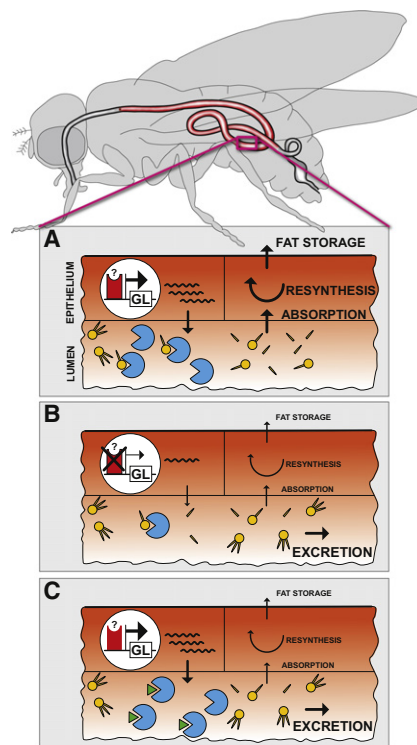 A
FAT STORAGE
EPITHELIUM
?
GL
RESYNTHESIS
ABSORPTION
LUMEN
B
FAT STORAGE
?
GL
RESYNTHESIS
ABSORPTION
EXCRETION
C
FAT STORAGE
?
GL
RESYNTHESIS
ABSORPTION
EXCRETION